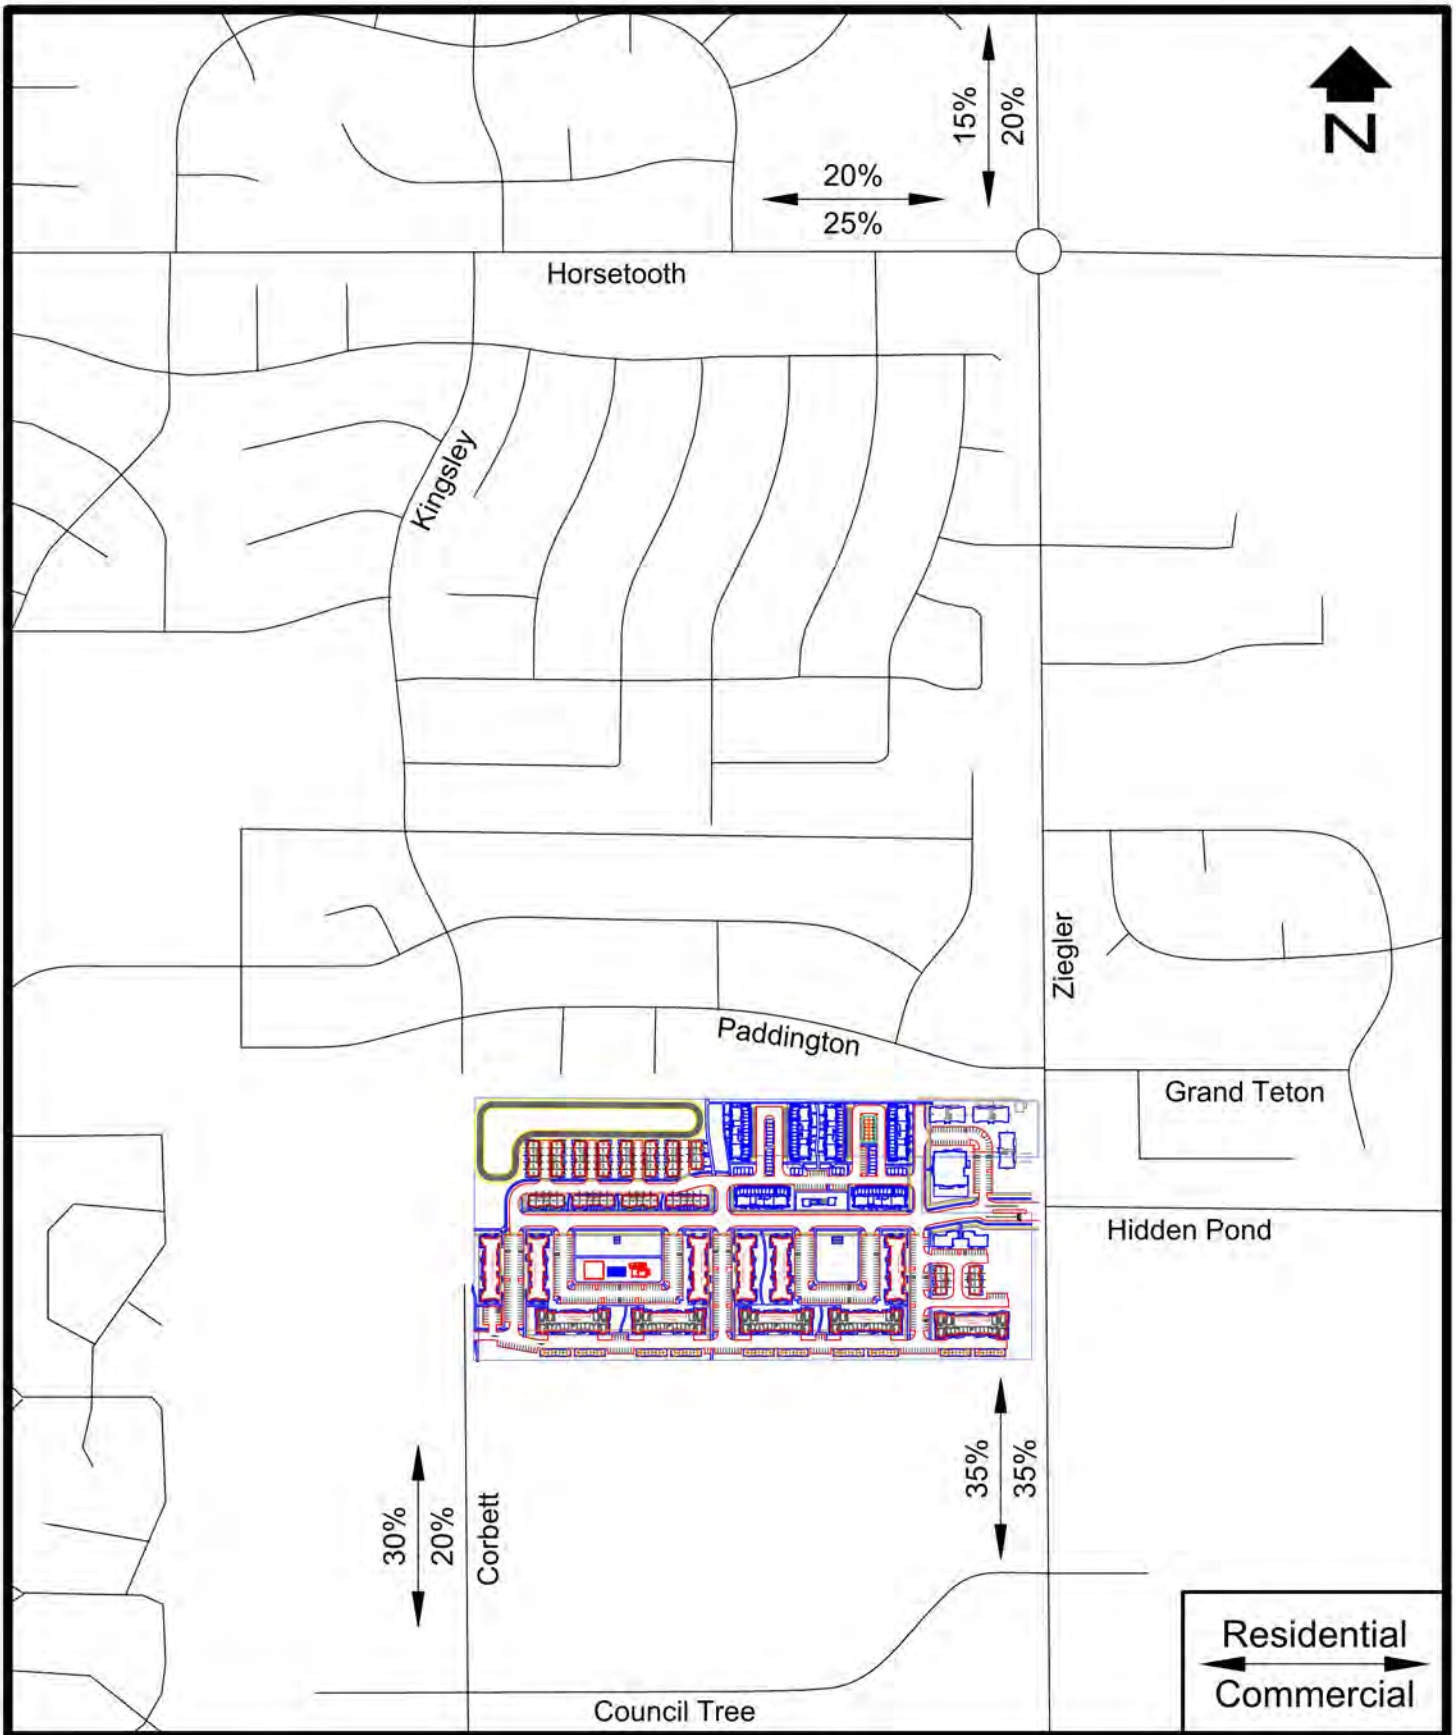 15%
20%
N
20%
25%
Horsetooth
Kingsley
Ziegler
Paddington
Grand Teton
Hidden Pond
35%
35%
30%
20%
Corbett
Council Tree
Residential
Commercial